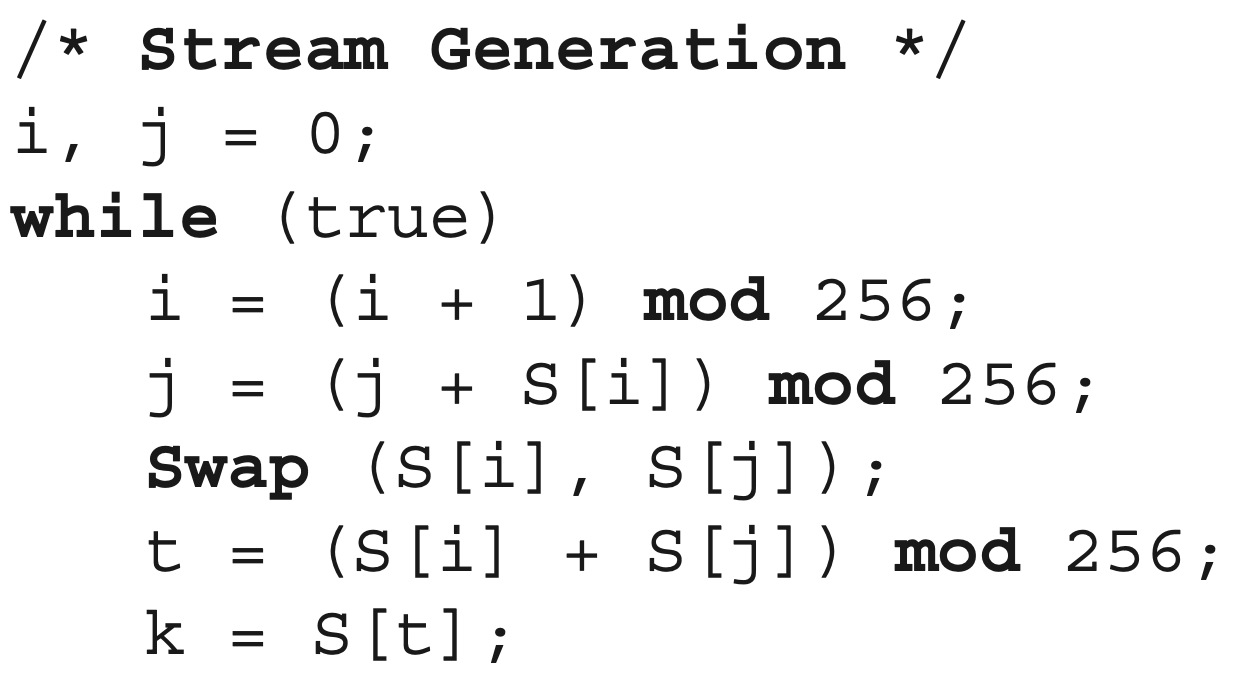 /* Stream Generation */
i, j = 0;
while (true)
i = (i + 1) mod 256;
j = (j + S[i]) mod 256;
Swap (S[i], S[j]);
t = (S[i] + S[j]) mod 256;
k = S[t];